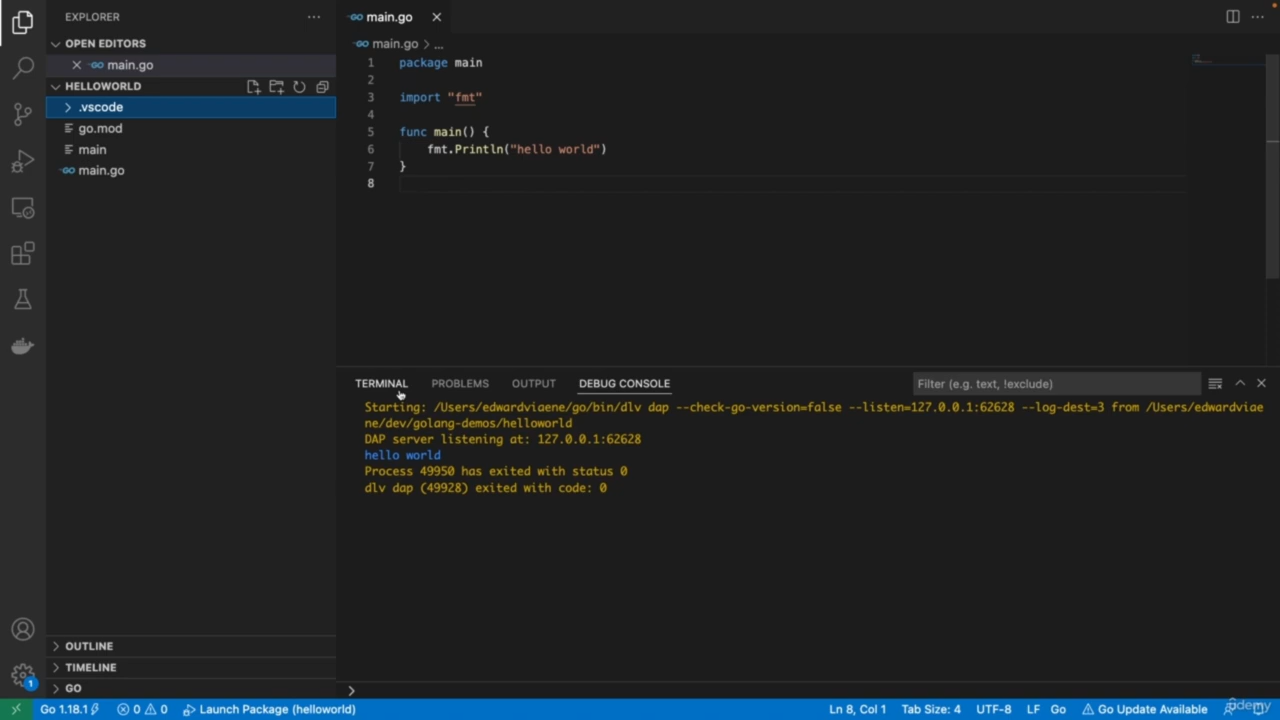 EXPLORER
OPEN EDITORS
GO main.go
HELLOWORLD
.vscode
go.mod
main
GO main.go
OUTLINE
TIMELINE
GO
1
GO main.go
GO main.go > ...
1 package main
2
3 import "fmt"
4
5 func main() {
6 fmt.Println("hello world")
7 }
8
TERMINAL PROBLEMS OUTPUT DEBUG CONSOLE Filter (e.g. text, !exclude)
Starting: /Users/edwardviaene/go/bin/dlv dap --check-go-version=false --listen=127.0.0.1:62628 --log-dest=3 from /Users/edwardviae
ne/dev/golang-demos/helloworld
DAP server listening at: 127.0.0.1:62628
hello world
Process 49950 has exited with status 0
dlv dap (49928) exited with code: 0
>
Go 1.18.1 0 0 Launch Package (helloworld) Ln 8, Col 1 Tab Size: 4 UTF-8 LF Go Go Update Available
udemy